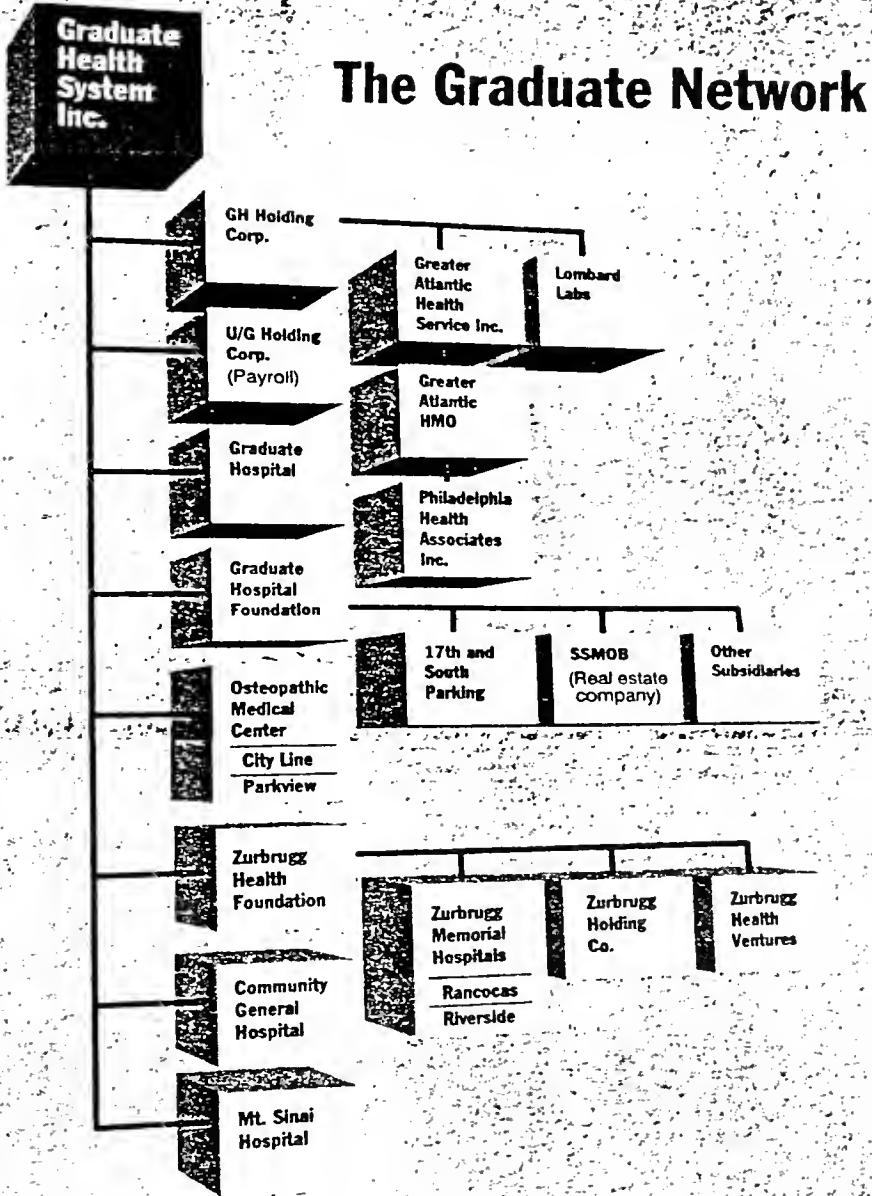 Graduate
Health
System
Inc.
The Graduate Network
GH Holding
Corp.
Greater
Atlantic
Health
Service Inc.
Lombard
Labs
U/G Holding
Corp.
(Payroll)
Greater
Atlantic
HMO
Graduate
Hospital
Philadelphia
Health
Associates
Inc.
Graduate
Hospital
Foundation
17th and
South
Parking
SSMOB
(Real estate
company)
Other
Subsidiaries
Osteopathic
Medical
Center
City Line
Parkview
Zurbrugg
Health
Foundation
Zurbrugg
Memorial
Hospitals
Rancocas
Riverside
Zurbrugg
Holding
Co.
Zurbrugg
Health
Ventures
Community
General
Hospital
Mt. Sinai
Hospital